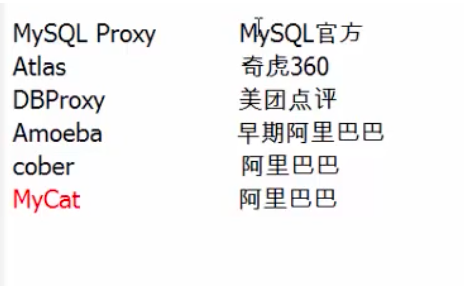 MySQL Proxy MySQL官方
Atlas 奇虎360
DBProxy 美团点评
Amoeba 早期阿里巴巴
cober 阿里巴巴
MyCat 阿里巴巴